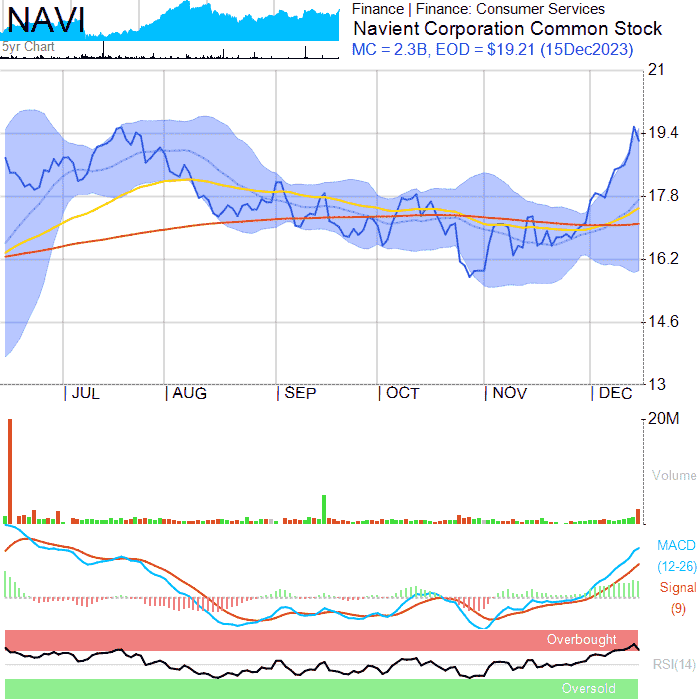 NAVI
5yr Chart
Finance | Finance: Consumer Services
Navient Corporation Common Stock
MC = 2.3B, EOD = $19.21 (15Dec2023)
21
19.4
17.8
16.2
14.6
13
| JUL | AUG | SEP | OCT | NOV | DEC
20M
Volume
MACD
(12-26)
Signal
(9)
Overbought
RSI(14)
Oversold